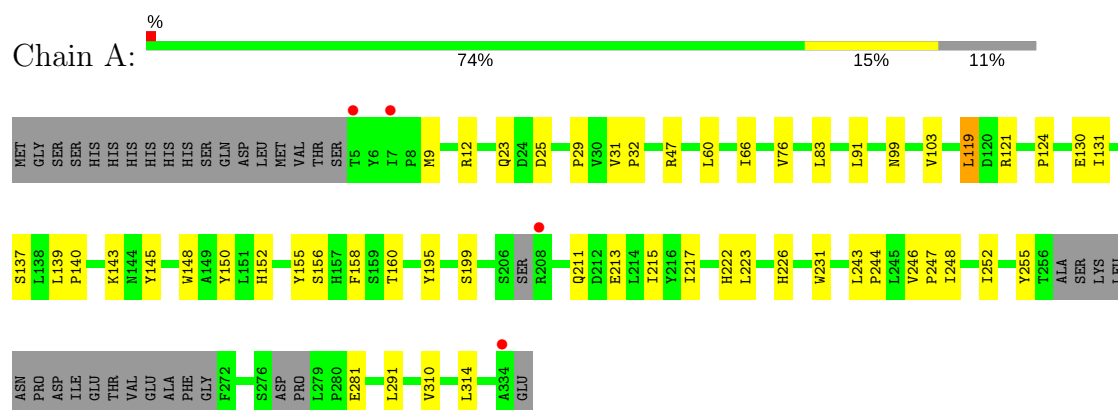 %
Chain A:
74% 15% 11%
MET GLY SER SER HIS HIS HIS HIS HIS HIS SER GLN ASP LEU MET VAL THR SER T5 Y6 I7 P8 M9 R12 Q23 D24 D25 P29 V30 V31 P32 R47 L60 I66 V76 L83 L91 N99 V103 L119 D120 R121 P124 E130 I131
S137 L138 L139 P140 K143 N144 Y145 W148 A149 Y150 L151 H152 Y155 S156 H157 F158 S159 T160 Y195 S199 S206 SER R208 Q211 D212 E213 L214 I215 Y216 I217 H222 L223 H226 W231 L243 P244 L245 V246 P247 I248 I252 Y255 T256 ALA SER LYS LEU
ASN PRO ASP ILE GLU THR VAL GLU ALA PHE GLY F272 S276 ASP PRO L279 P280 E281 L291 V310 L314 A334 GLU